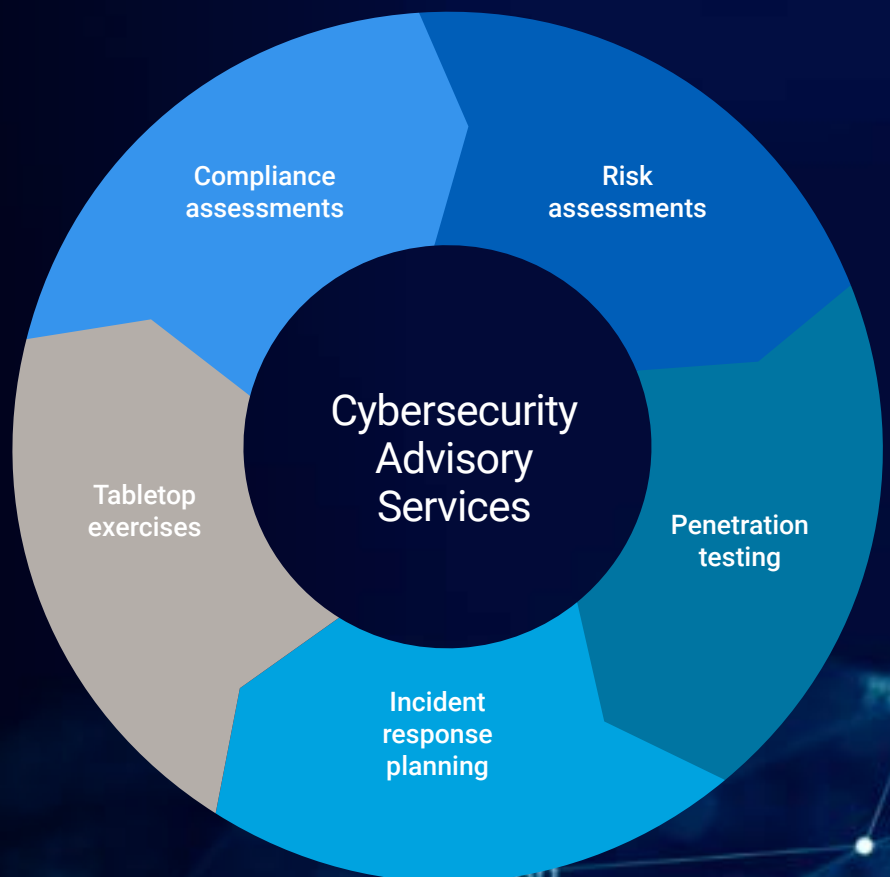 Compliance
assessments
Risk
assessments
Cybersecurity
Advisory
Services
Tabletop
exercises
Penetration
testing
Incident
response
planning